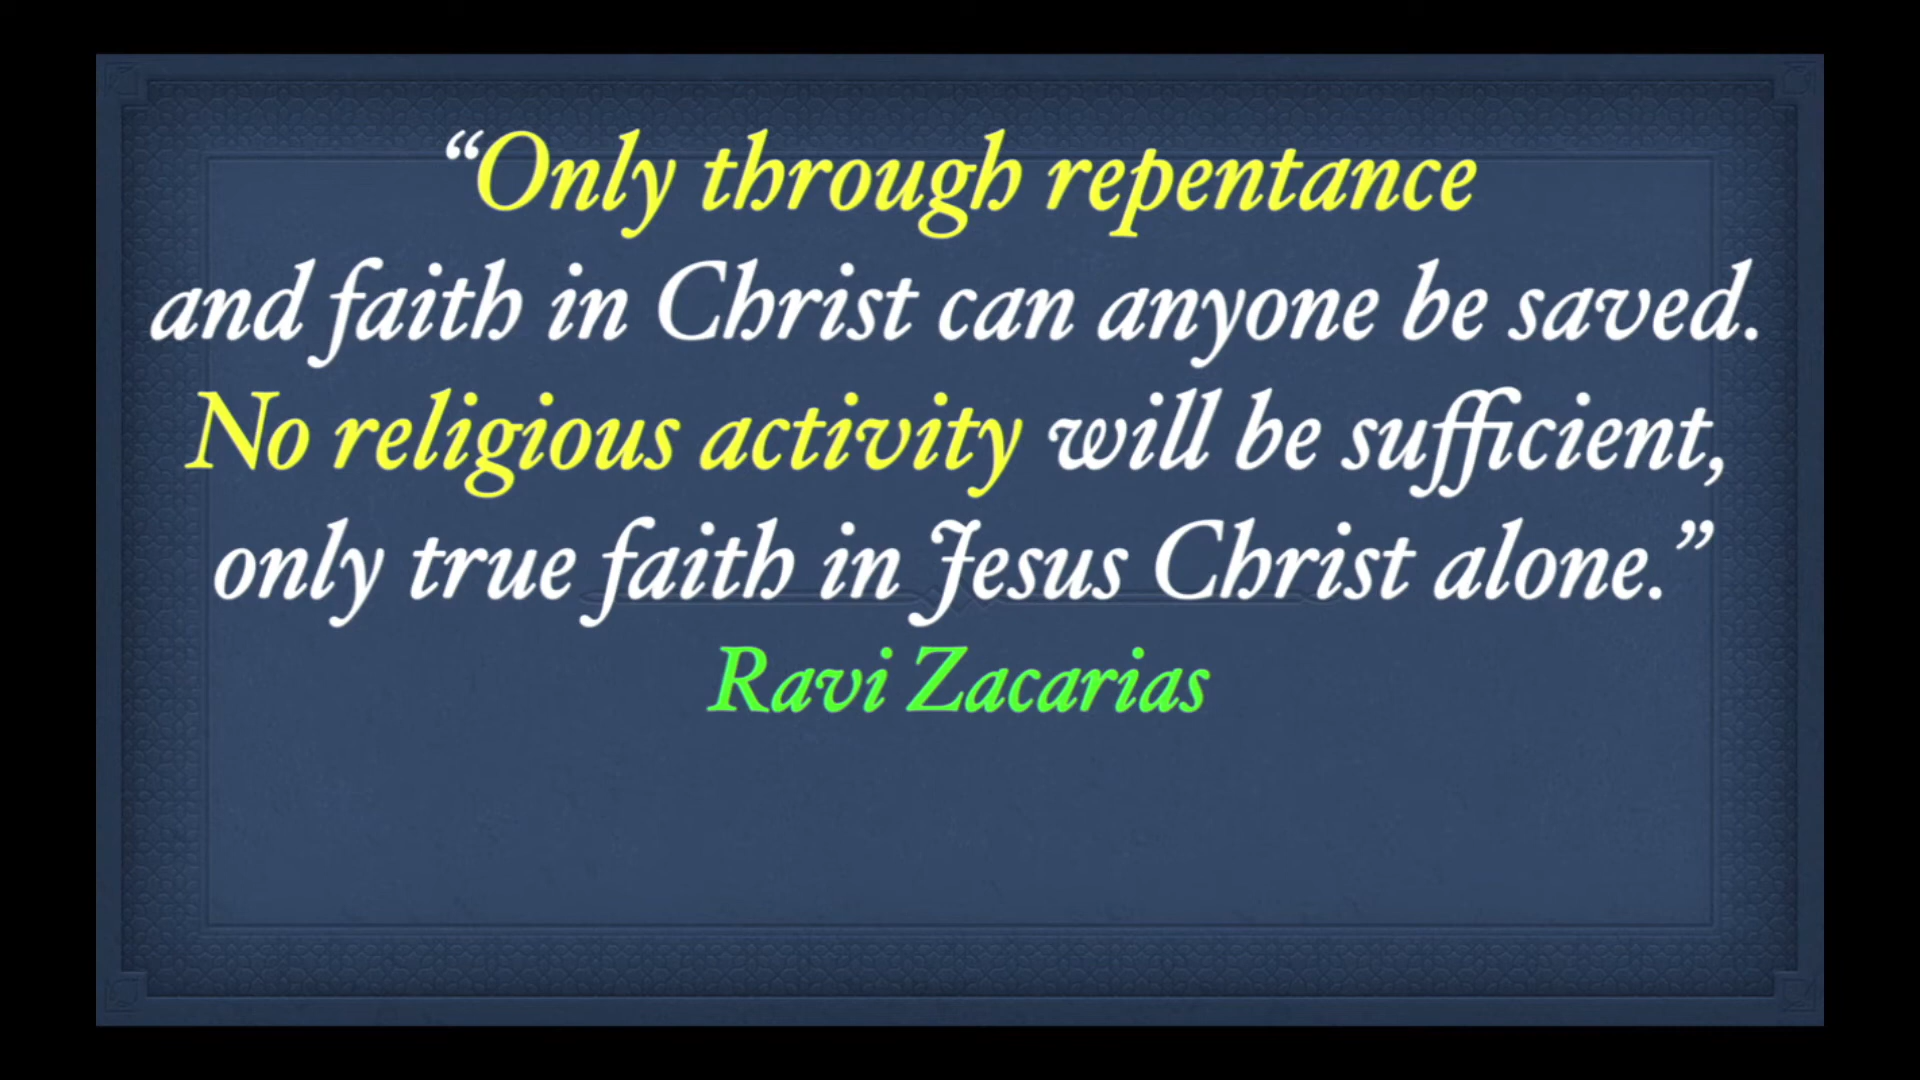 “Only through repentance
and faith in Christ can anyone be saved.
No religious activity will be sufficient,
only true faith in Jesus Christ alone.”
Ravi Zacarias